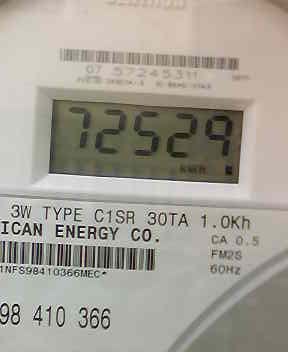 07 57245311
72529
KWH
3W TYPE C1SR 30TA 1.0Kh
ICAN ENERGY CO.
CA 0.5
FM2S
60Hz
1NFS98410366MEC*
98 410 366